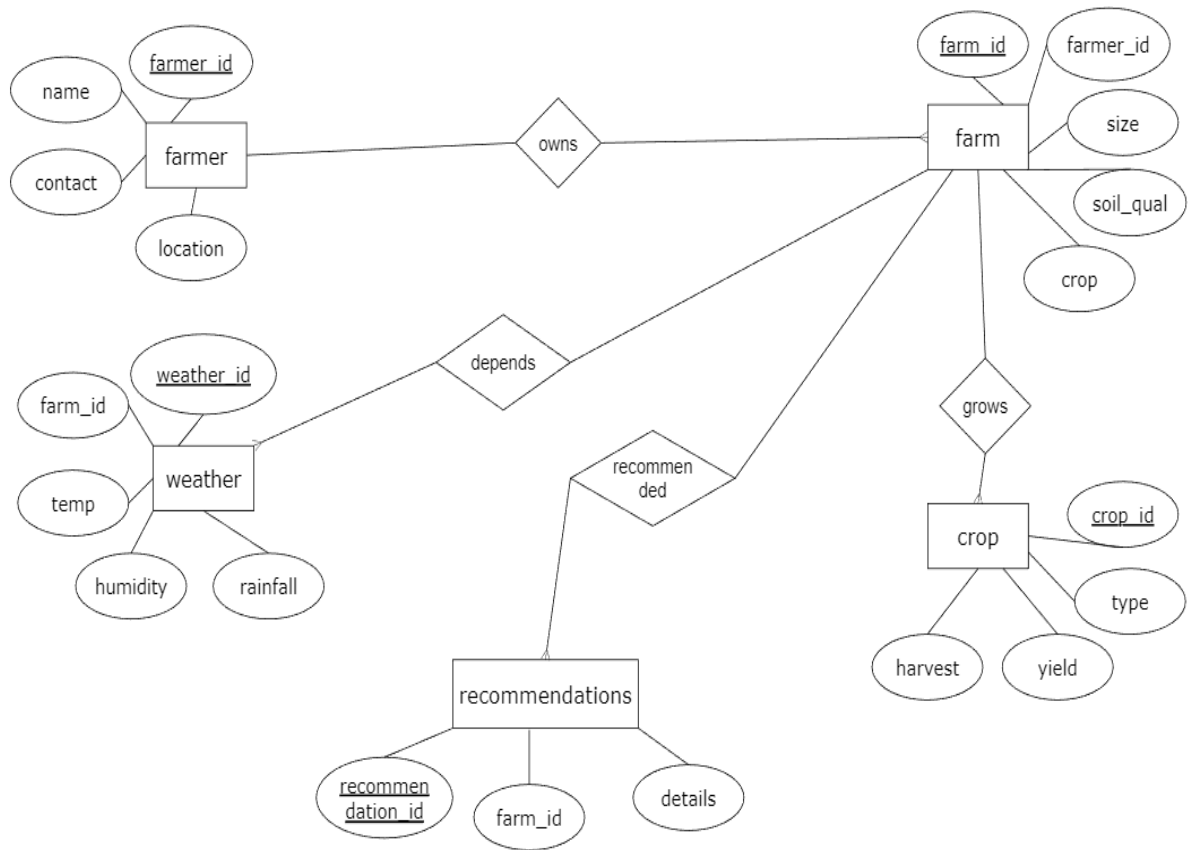 farmer_id
name
farmer
contact
location
owns
farm_id
farmer_id
farm
size
soil_qual
crop
depends
weather_id
farm_id
weather
temp
humidity
rainfall
recommen
ded
grows
crop_id
crop
type
harvest
yield
recommendations
recommen
dation_id
farm_id
details